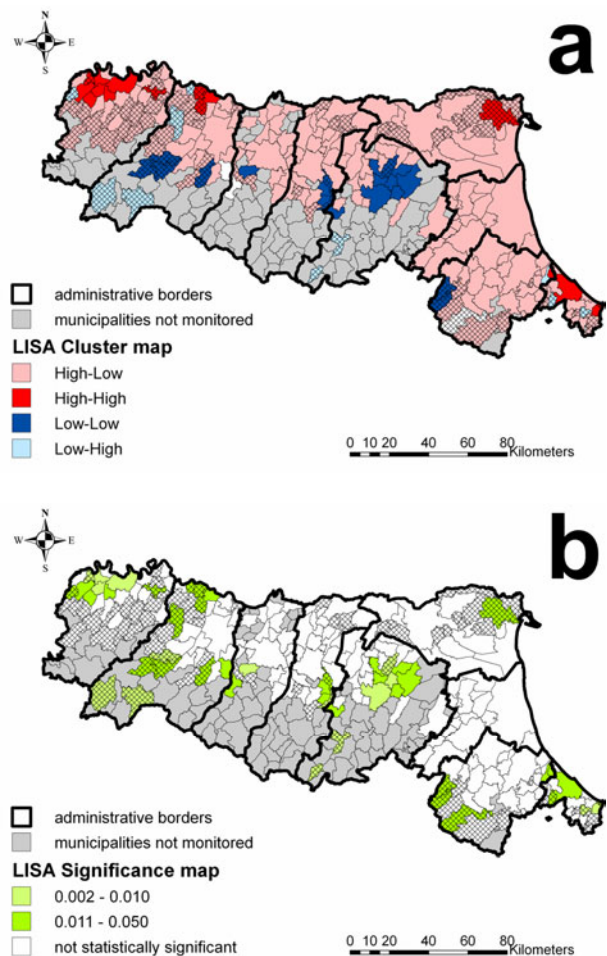 N
W E
S
a
administrative borders
municipalities not monitored
LISA Cluster map
High-Low
High-High
Low-Low
Low-High
0 10 20 40 60 80
Kilometers
N
W E
S
b
administrative borders
municipalities not monitored
LISA Significance map
0.002 - 0.010
0.011 - 0.050
not statistically significant
0 10 20 40 60 80
Kilometers